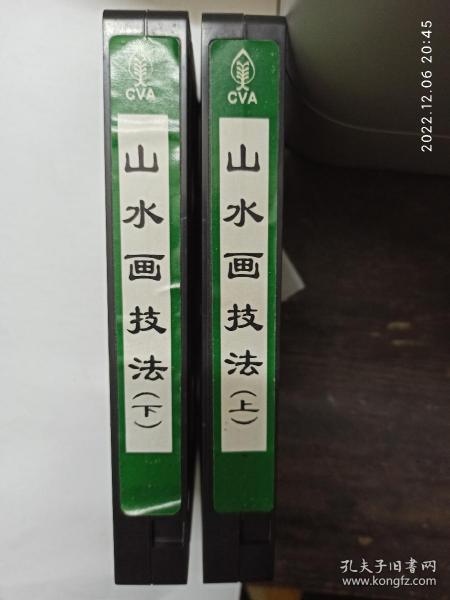 CVA
山水画技法(下)
CVA
山水画技法(上)
2022.12.06 20:45
孔夫子旧书网
www.kongfz.com